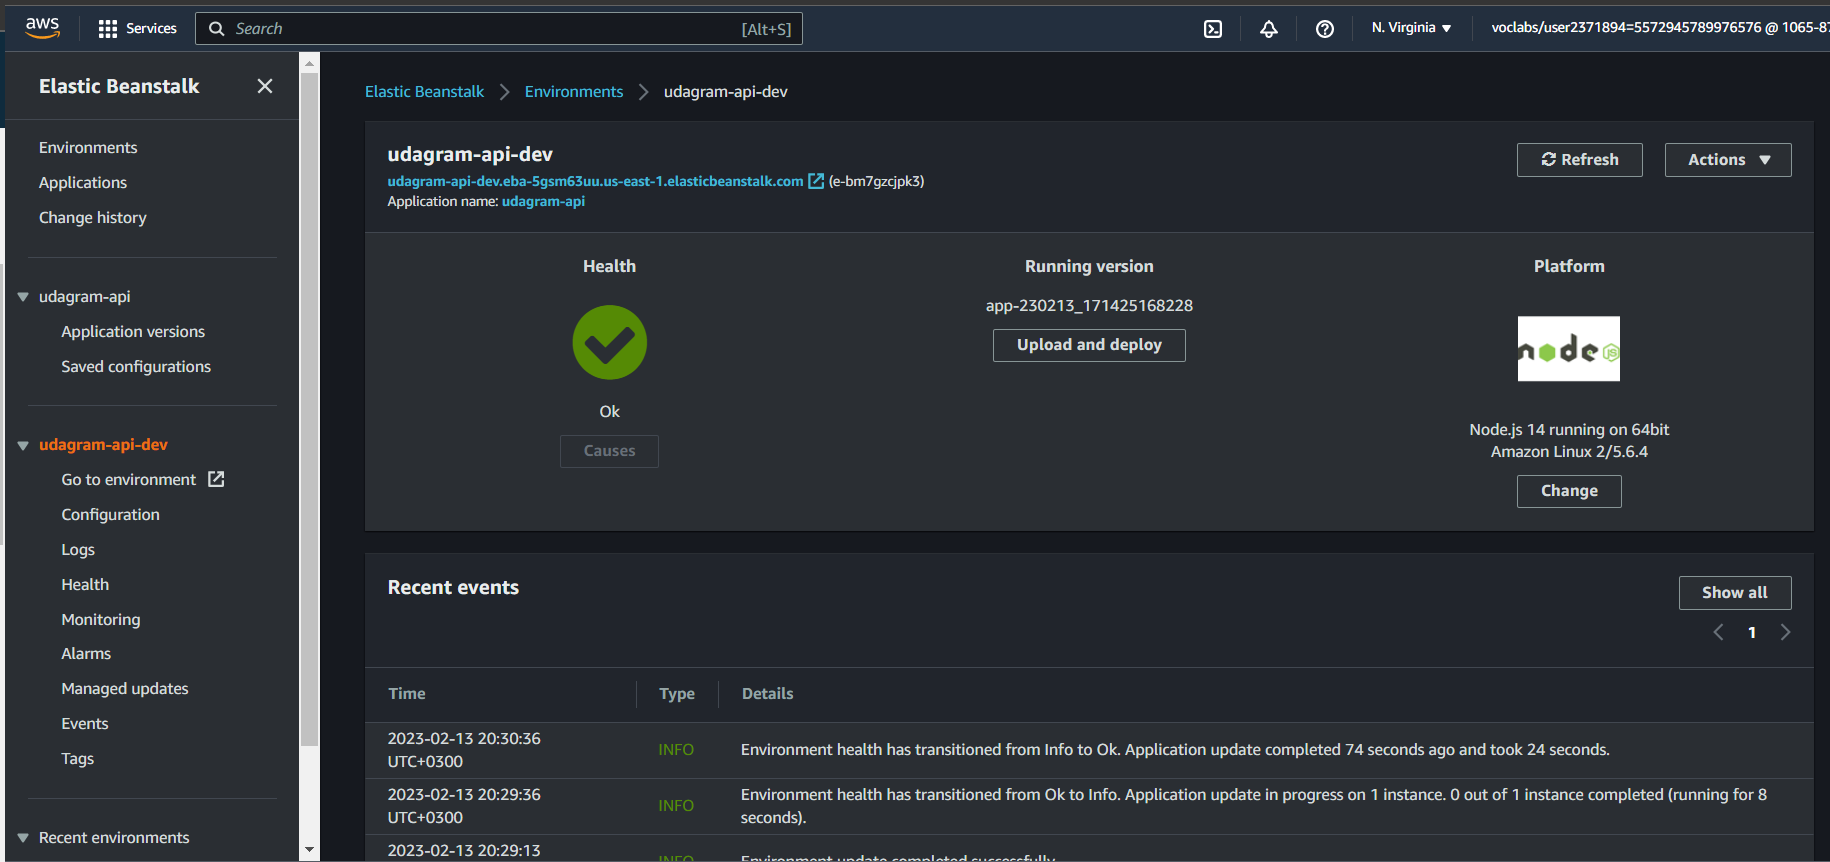 aws
Services
Search
[Alt+S]
N. Virginia
voclabs/user2371894=5572945789976576 @ 1065-87
Elastic Beanstalk
Environments
Applications
Change history
udagram-api
Application versions
Saved configurations
udagram-api-dev
Go to environment
Configuration
Logs
Health
Monitoring
Alarms
Managed updates
Events
Tags
Recent environments
Elastic Beanstalk
Environments
udagram-api-dev
udagram-api-dev
udagram-api-dev.eba-5gsm63uu.us-east-1.elasticbeanstalk.com (e-bm7gzcjpk3)
Application name: udagram-api
Refresh
Actions
Health
Ok
Causes
Running version
app-230213_171425168228
Upload and deploy
Platform
node JS
Node.js 14 running on 64bit
Amazon Linux 2/5.6.4
Change
Recent events
Show all
1
Time Type Details
2023-02-13 20:30:36
UTC+0300
INFO
Environment health has transitioned from Info to Ok. Application update completed 74 seconds ago and took 24 seconds.
2023-02-13 20:29:36
UTC+0300
INFO
Environment health has transitioned from Ok to Info. Application update in progress on 1 instance. 0 out of 1 instance completed (running for 8
seconds).
2023-02-13 20:29:13
INFO
Environment update completed successfully.